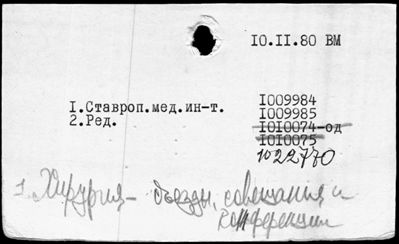 10.II.80 ВМ
I009984
I.Ставроп.мед.ин-т. I009985
2.Ред. I0I0074-од
I0I0075
1022770
1. Хирургия - съезды, совещания и
конференции